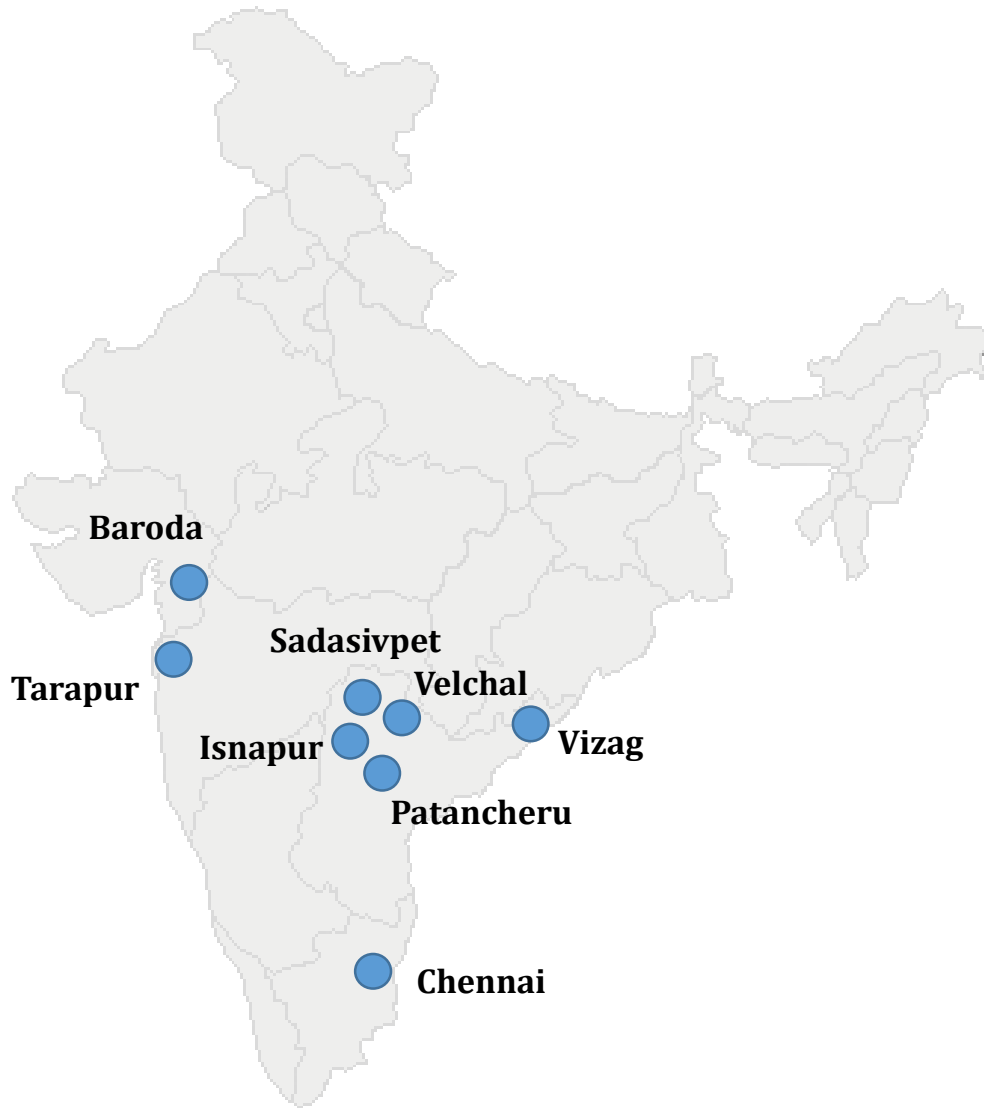 Baroda
Sadasivpet
Tarapur
Velchal
Isnapur
Vizag
Patancheru
Chennai